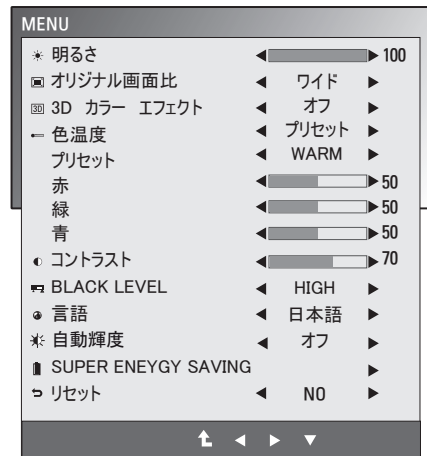 MENU
明るさ 100
オリジナル画面比 ワイド
3D 3D カラー エフェクト オフ
色温度 プリセット
プリセット WARM
赤 50
緑 50
青 50
コントラスト 70
BLACK LEVEL HIGH
言語 日本語
自動輝度 オフ
SUPER ENEYGY SAVING
リセット NO